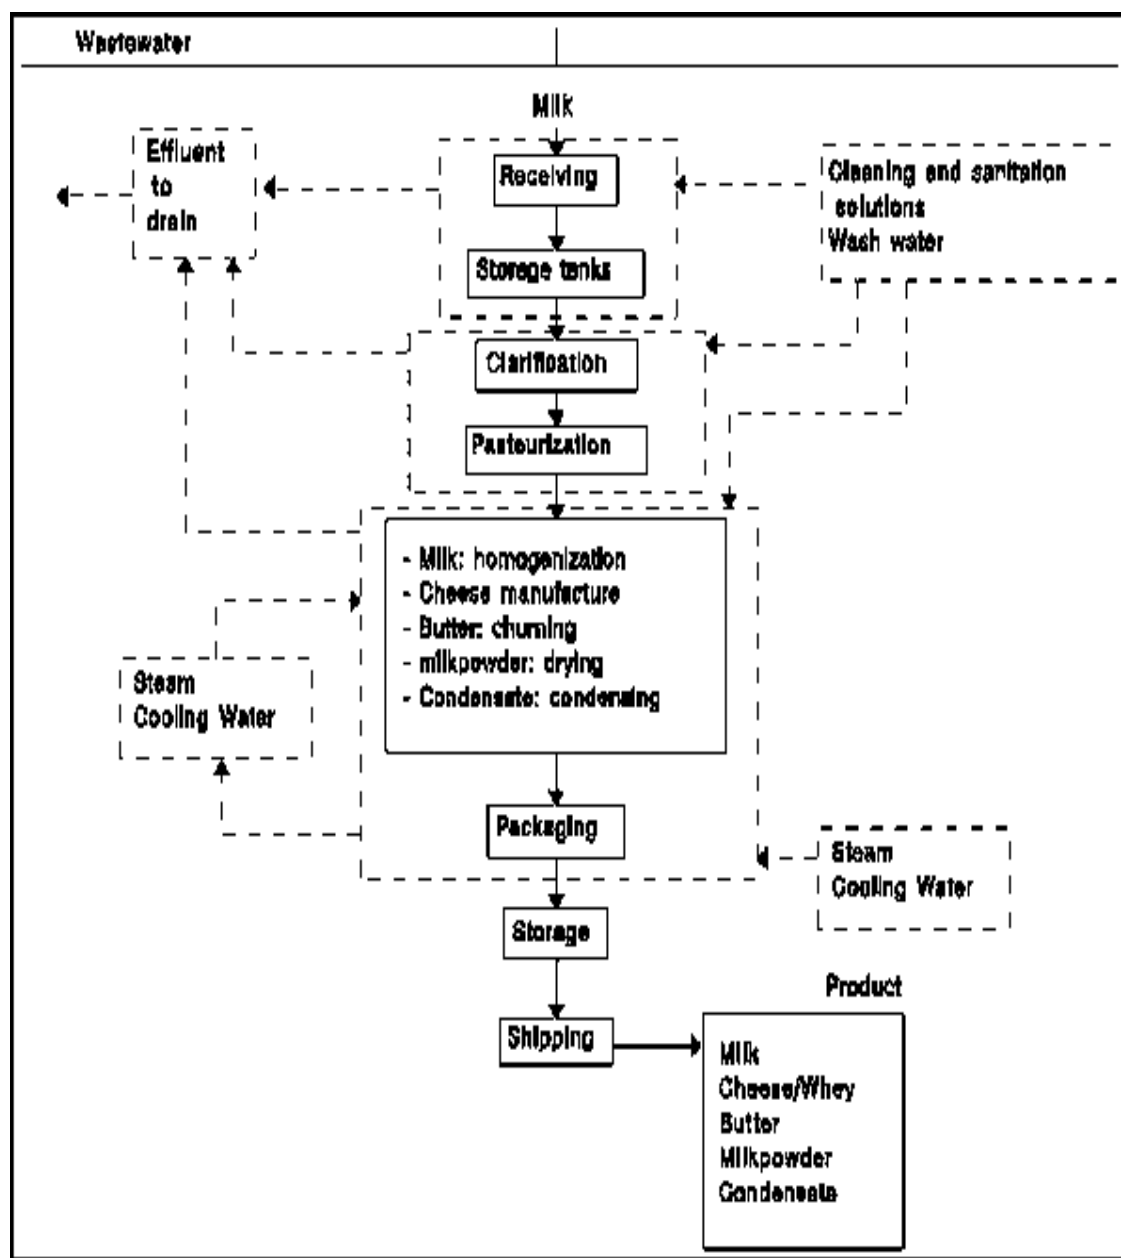 Wastewater
Milk
Effluent
to
drain
Receiving
Cleaning and sanitation
solutions
Wash water
Storage tanks
Clarification
Pasteurization
- Milk: homogenization
- Cheese manufacture
- Butter: churning
- milkpowder: drying
- Condensate: condensing
Steam
Cooling Water
Packaging
Steam
Cooling Water
Storage
Product
Shipping
Milk
Cheese/Whey
Butter
Milkpowder
Condensate